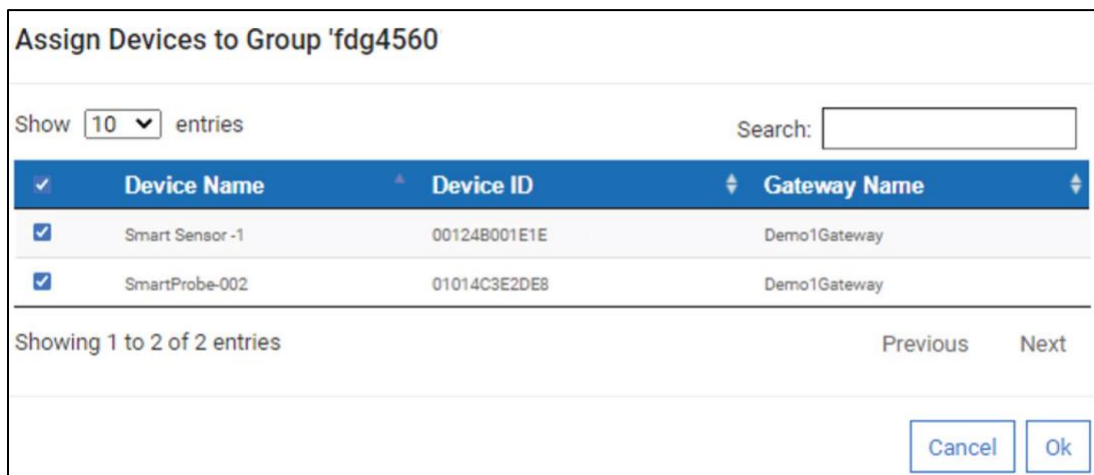 Assign Devices to Group 'fdg4560
Show 10 entries Search:
Device Name Device ID Gateway Name
Smart Sensor -1 00124B001E1E Demo1Gateway
SmartProbe-002 01014C3E2DE8 Demo1Gateway
Showing 1 to 2 of 2 entries Previous Next
Cancel Ok